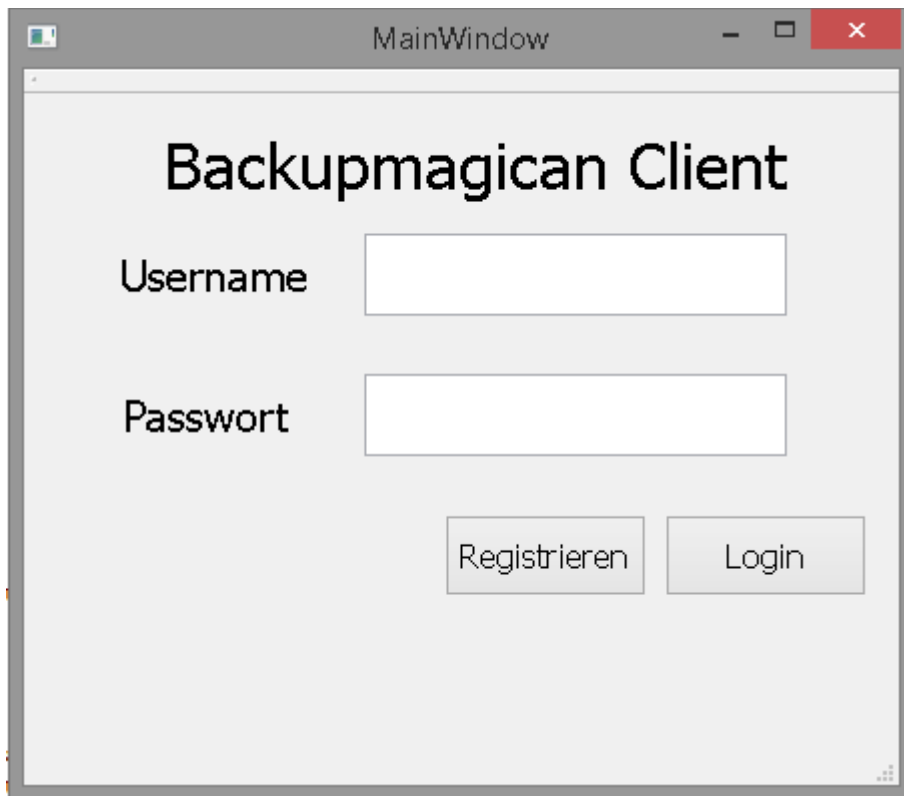 MainWindow
Backupmagican Client
Username
Passwort
Registrieren Login